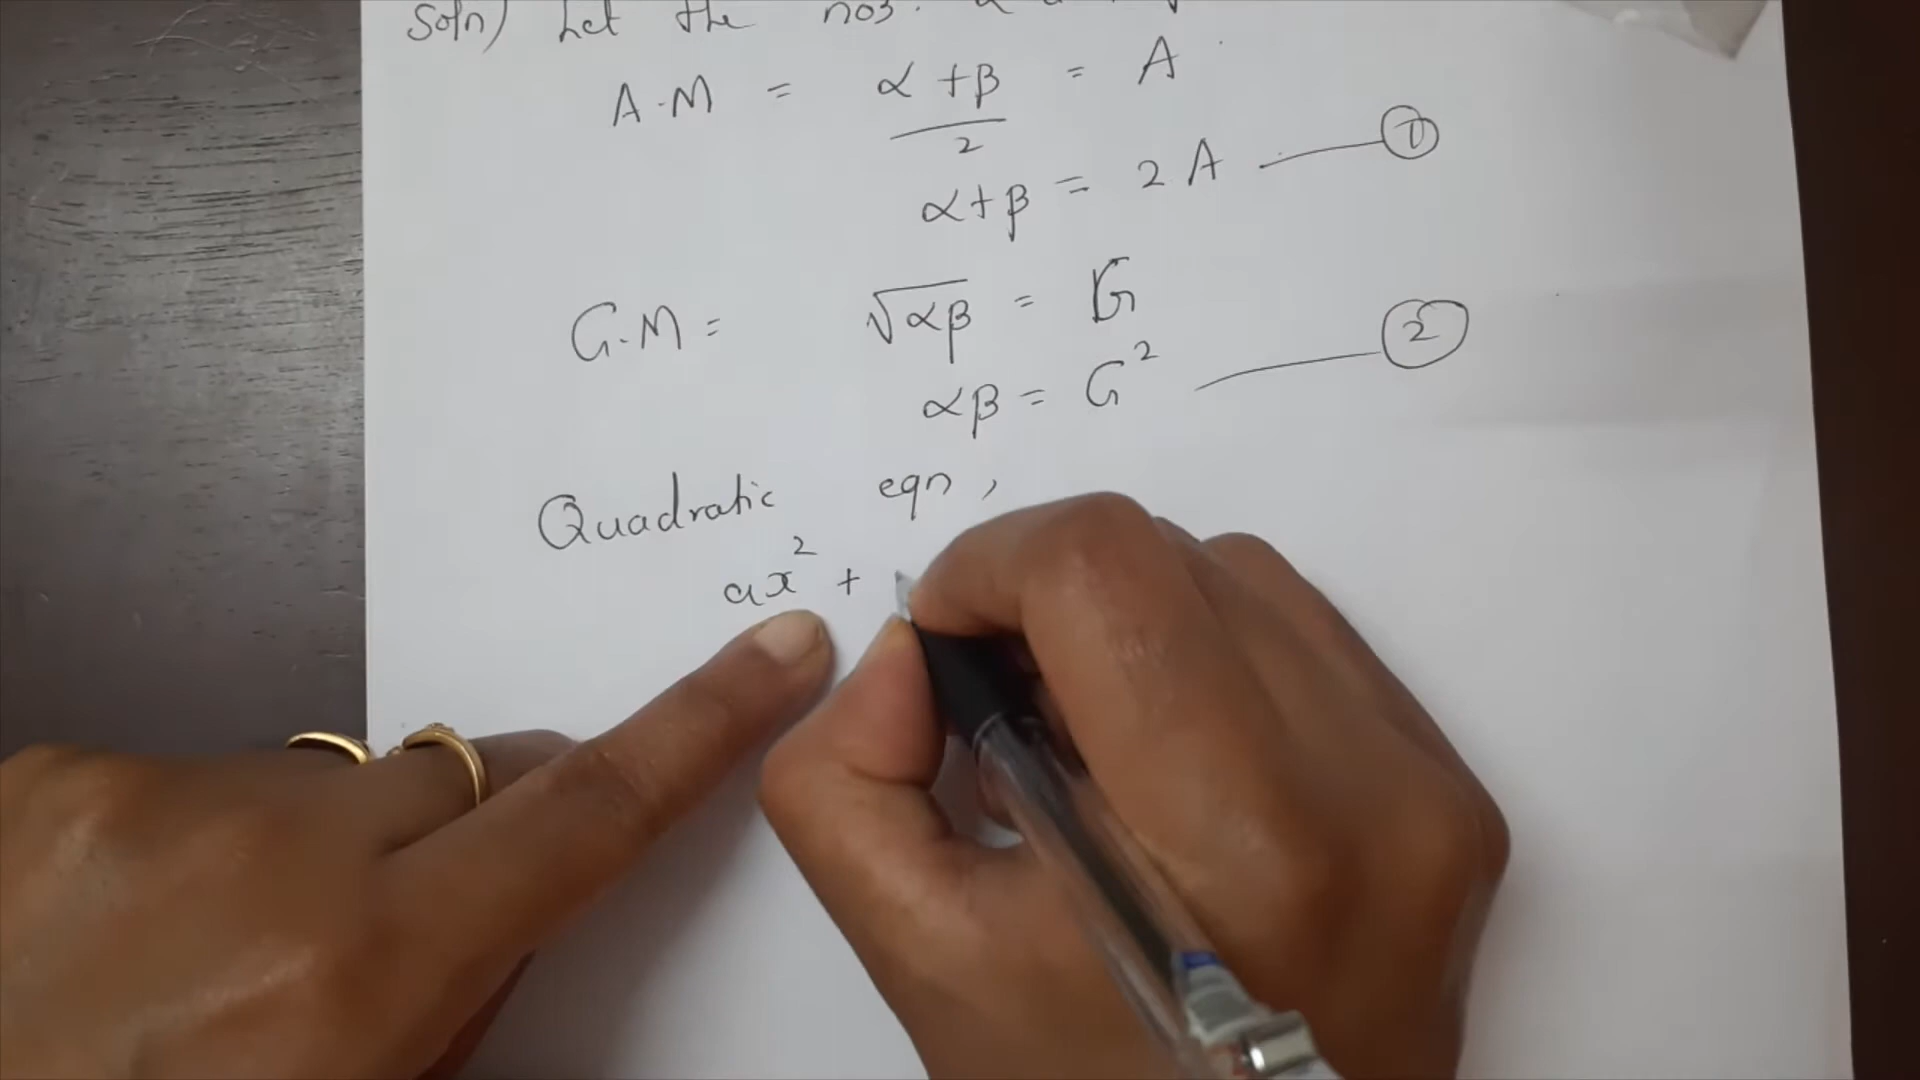 Soln) Let the nos.
A.M = α+β/2 = A
α+β = 2A — ①
G.M = √αβ = G
αβ = G² — ②
Quadratic eqn,
ax² +